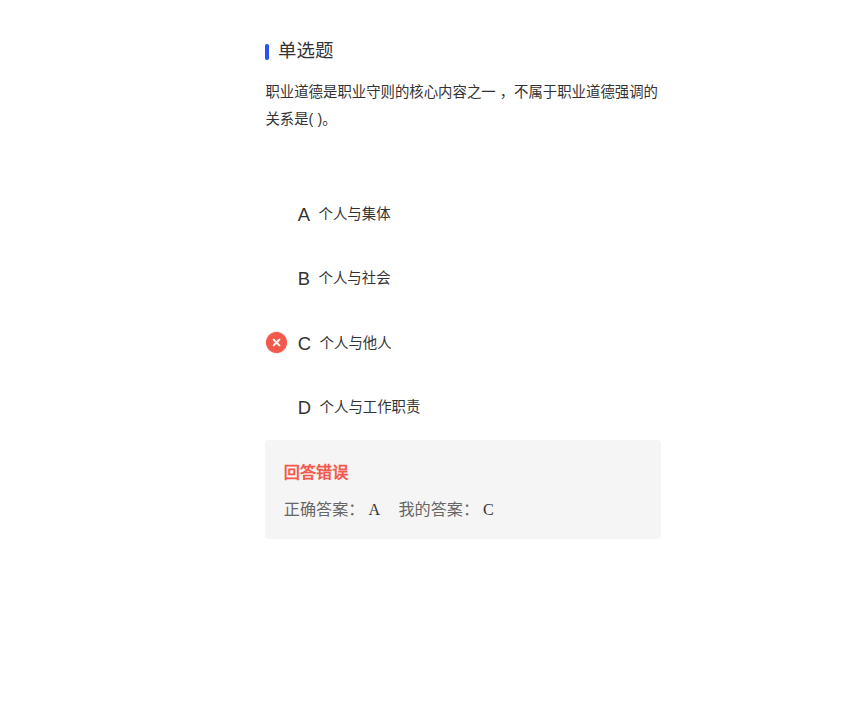 单选题
职业道德是职业守则的核心内容之一 ，不属于职业道德强调的
关系是( )。
A 个人与集体
B 个人与社会
C 个人与他人
D 个人与工作职责
回答错误
正确答案： A 我的答案： C